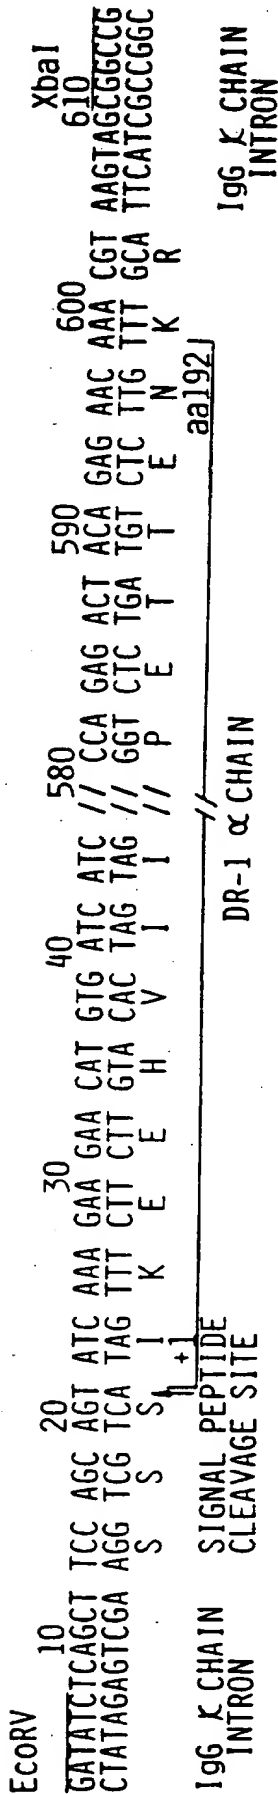 EcoRV XbaI
10 20 30 40 580 590 600 610
GATATCTCAGCT TCC AGC AGT ATC AAA GAA GAA CAT GTG ATC ATC // CCA GAG ACT ACA GAG AAC AAA CGT AAGTAGCGGCCG
CTATAGAGTCGA AGG TCG TCA TAG TTT CTT CTT GTA CAC TAG TAG // GGT CTC TGA TGT CTC TTG TTT GCA TTCATCGCCGGC
S S S I K E E H V I I // P E T T E N K R
+1 aa192
IgG κ CHAIN
INTRON
SIGNAL PEPTIDE
CLEAVAGE SITE
DR-1 α CHAIN
IgG κ CHAIN
INTRON